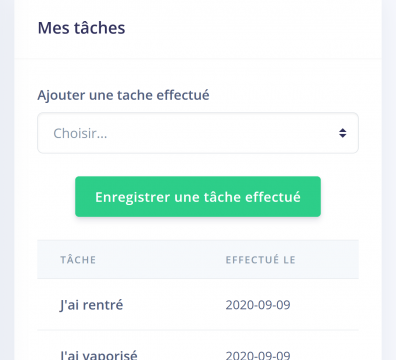 Mes tâches
Ajouter une tache effectué
Choisir...
Enregistrer une tâche effectué
TÂCHE EFFECTUÉ LE
J'ai rentré 2020-09-09
J'ai vaporisé 2020-09-09